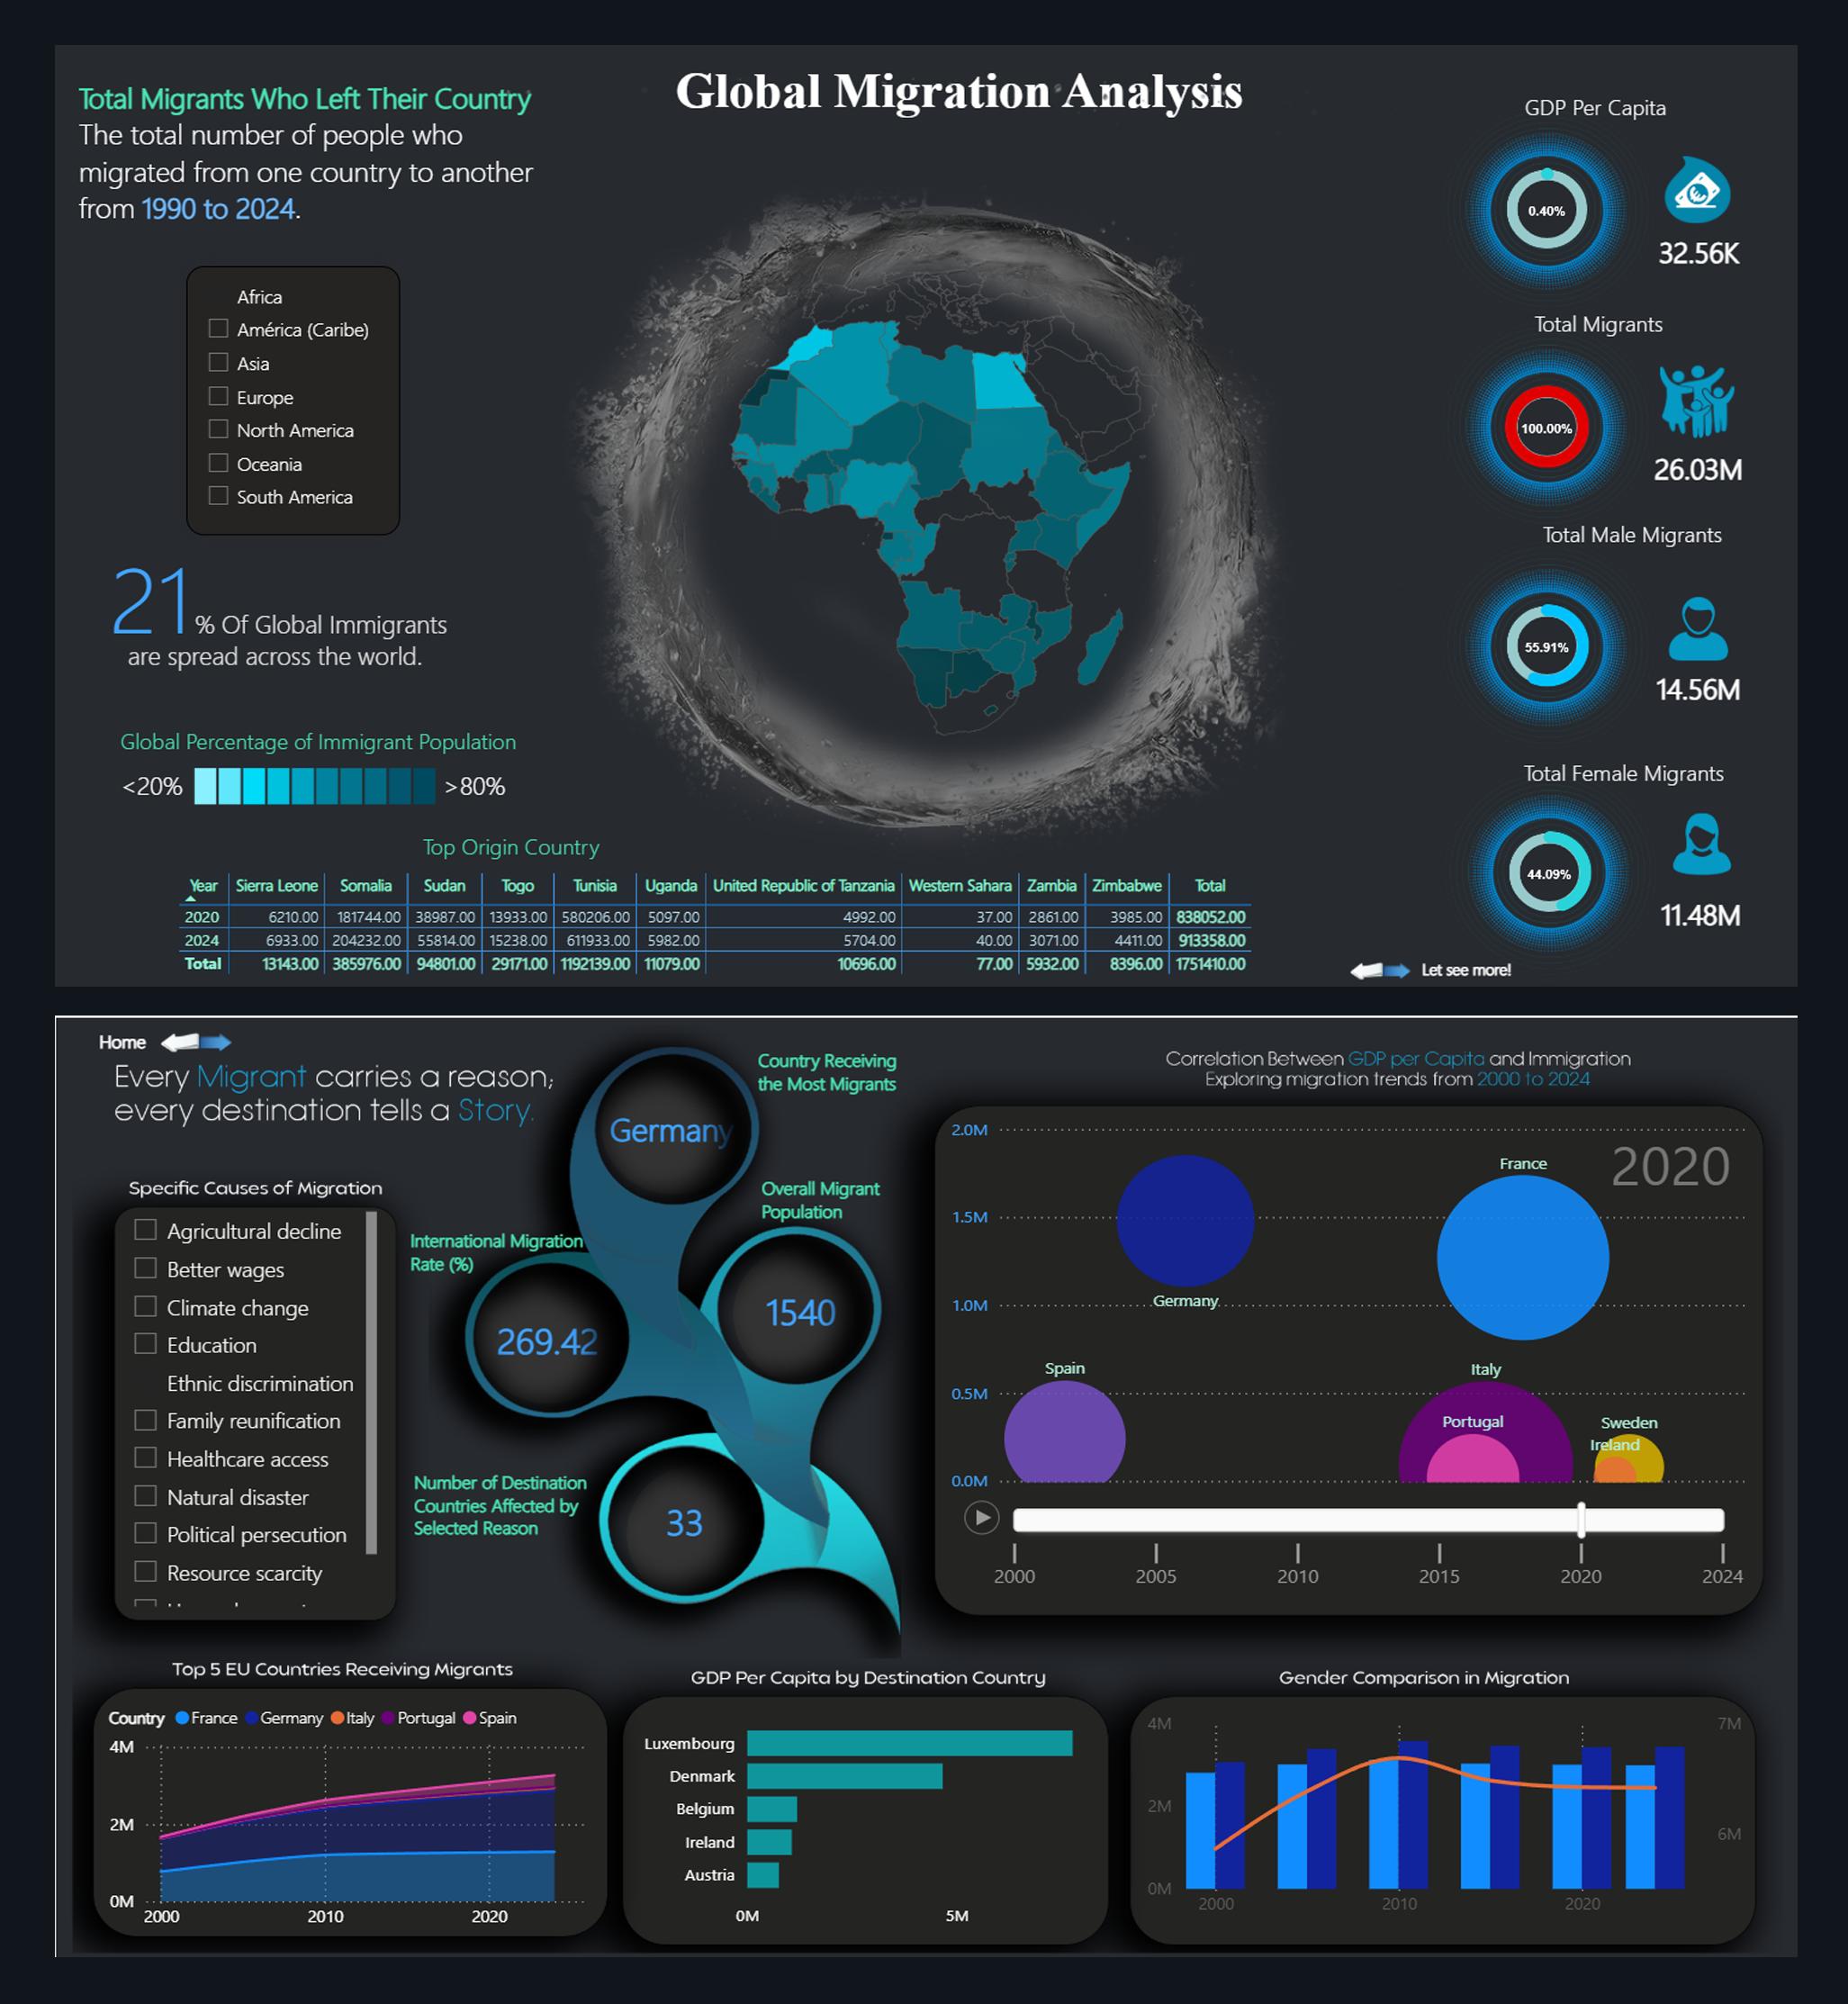 Global Migration Analysis
Total Migrants Who Left Their Country
The total number of people who
migrated from one country to another
from 1990 to 2024.
Africa
América (Caribe)
Asia
Europe
North America
Oceania
South America
21 % Of Global Immigrants
are spread across the world.
Global Percentage of Immigrant Population
<20% >80%
GDP Per Capita
0.40%
32.56K
Total Migrants
100.00%
26.03M
Total Male Migrants
55.91%
14.56M
Total Female Migrants
44.09%
11.48M
Top Origin Country
Year Sierra Leone Somalia Sudan Togo Tunisia Uganda United Republic of Tanzania Western Sahara Zambia Zimbabwe Total
2020 6210.00 181744.00 38987.00 13933.00 580206.00 5097.00 4992.00 37.00 2861.00 3985.00 838052.00
2024 6933.00 204232.00 55814.00 15238.00 611933.00 5982.00 5704.00 40.00 3071.00 4411.00 913358.00
Total 13143.00 385976.00 94801.00 29171.00 1192139.00 11079.00 10696.00 77.00 5932.00 8396.00 1751410.00
Let see more!
Home
Every Migrant carries a reason;
every destination tells a Story.
Specific Causes of Migration
Agricultural decline
Better wages
Climate change
Education
Ethnic discrimination
Family reunification
Healthcare access
Natural disaster
Political persecution
Resource scarcity
Country Receiving
the Most Migrants
Germany
Overall Migrant
Population
1540
International Migration
Rate (%)
269.42
Number of Destination
Countries Affected by
Selected Reason
33
Correlation Between GDP per Capita and Immigration
Exploring migration trends from 2000 to 2024
2020
2.0M
1.5M
1.0M
0.5M
0.0M
France
Germany
Spain
Italy
Portugal
Sweden
Ireland
2000 2005 2010 2015 2020 2024
Top 5 EU Countries Receiving Migrants
Country France Germany Italy Portugal Spain
4M
2M
0M
2000 2010 2020
GDP Per Capita by Destination Country
Luxembourg
Denmark
Belgium
Ireland
Austria
0M 5M
Gender Comparison in Migration
4M 7M
2M
6M
0M
2000 2010 2020